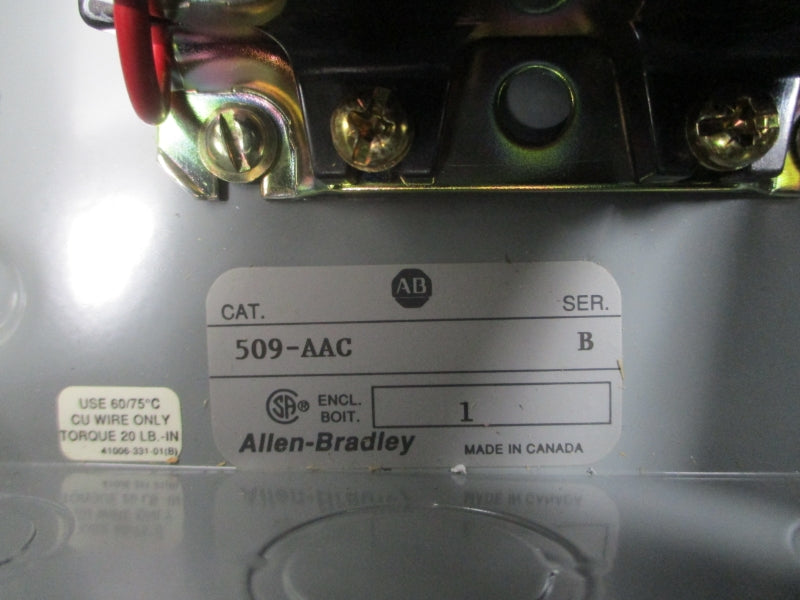 AB
CAT. SER.
509-AAC B
SA® ENCL.
BOIT. 1
Allen-Bradley MADE IN CANADA
USE 60/75°C
CU WIRE ONLY
TORQUE 20 LB.-IN
41006-331-01(B)